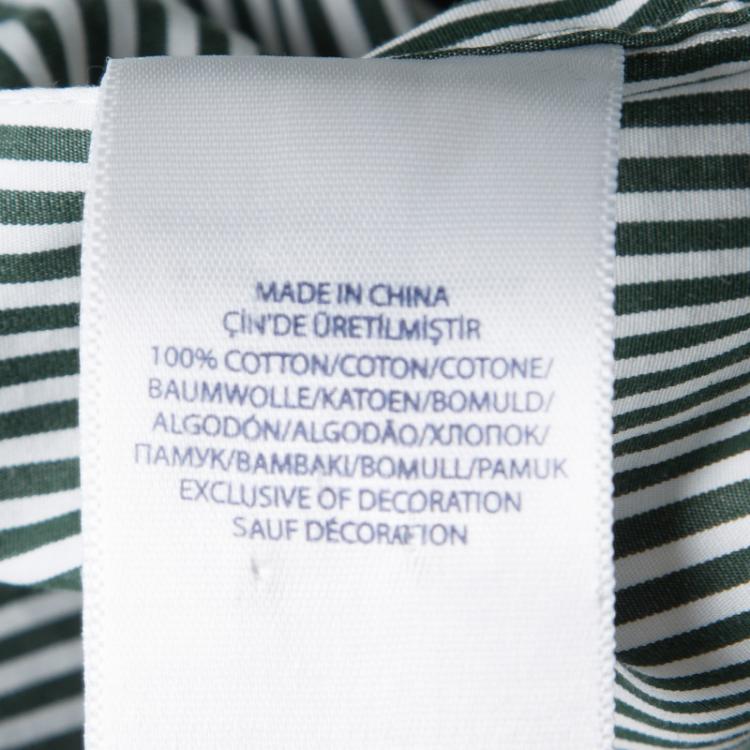 MADE IN CHINA
ÇİN'DE ÜRETİLMİŞTİR
100% COTTON/COTON/COTONE/
BAUMWOLLE/KATOEN/BOMULD/
ALGODÓN/ALGODÃO/ХЛОПОК/
ПАМУК/BAMBAKI/BOMULL/PAMUK
EXCLUSIVE OF DECORATION
SAUF DÉCORATION